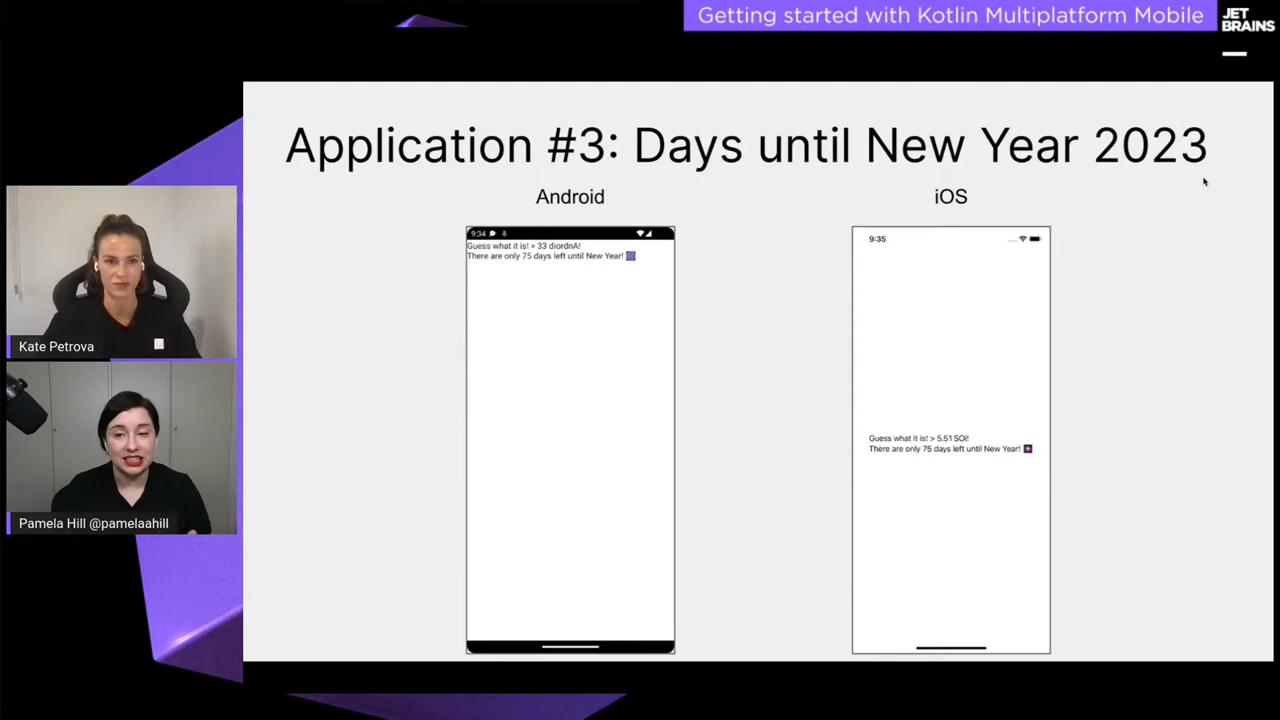 Getting started with Kotlin Multiplatform Mobile
JET
BRAINS
Application #3: Days until New Year 2023
Android
iOS
9:34
Guess what it is! > 33 diordnA!
There are only 75 days left until New Year! 🎆
9:35
Guess what it is! > 5.51 SOi!
There are only 75 days left until New Year! 🎆
Kate Petrova
Pamela Hill @pamelaahill